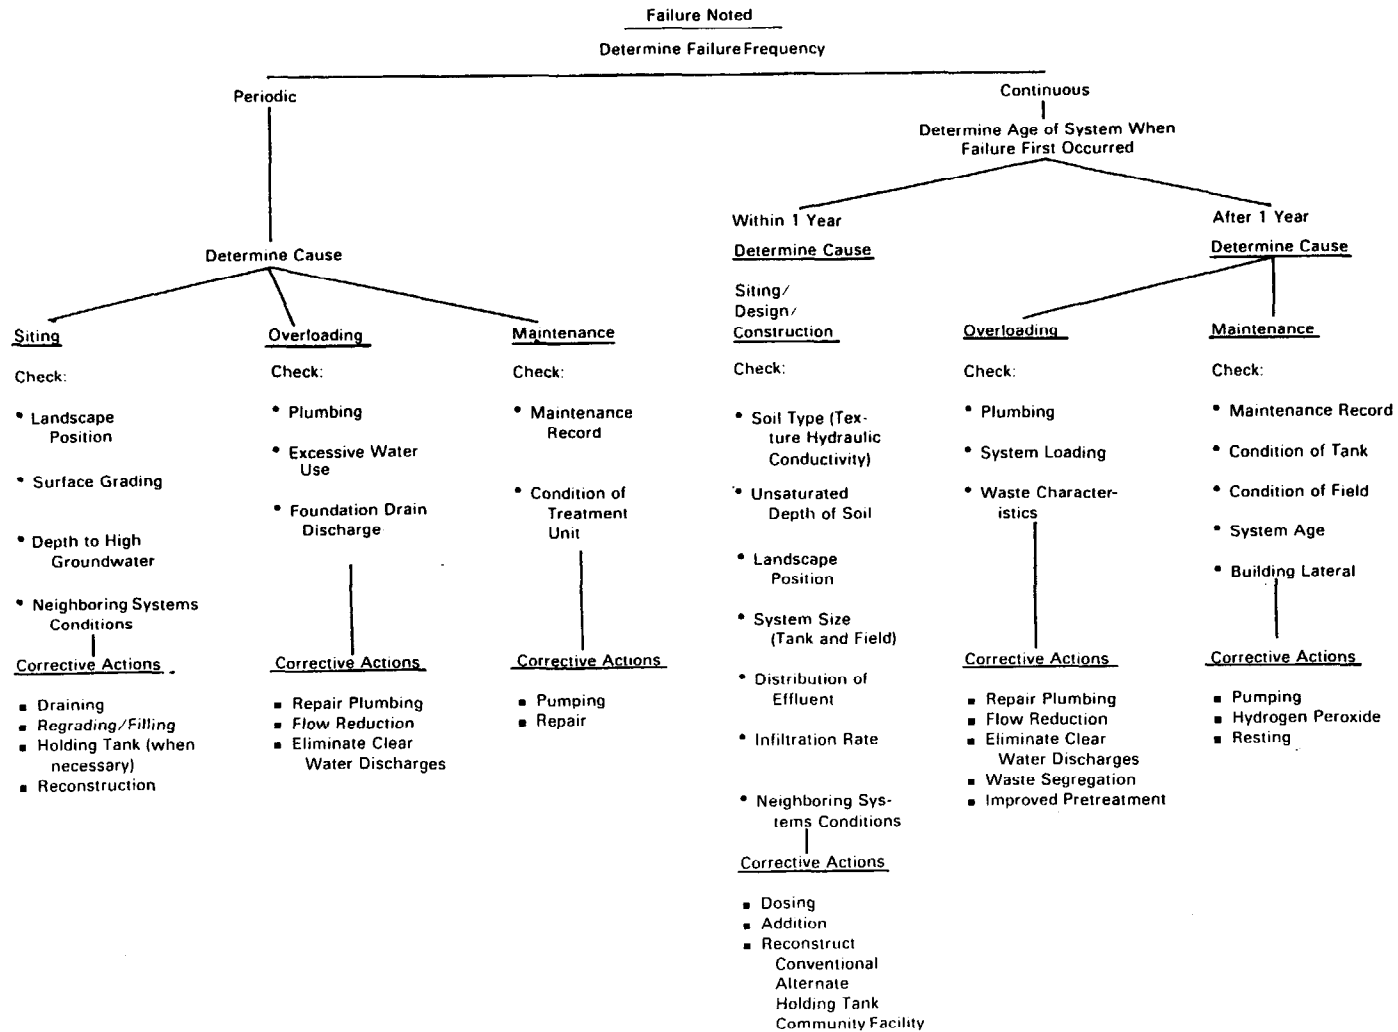 Failure Noted
Determine Failure Frequency
Periodic
Continuous
Determine Age of System When
Failure First Occurred
Within 1 Year
After 1 Year
Determine Cause
Determine Cause
Determine Cause
Siting/
Design/
Construction
Siting
Overloading
Maintenance
Overloading
Maintenance
Check:
• Landscape
Position
• Surface Grading
• Depth to High
Groundwater
• Neighboring Systems
Conditions
Corrective Actions
▪ Draining
▪ Regrading/Filling
▪ Holding Tank (when
necessary)
▪ Reconstruction
Check:
• Plumbing
• Excessive Water
Use
• Foundation Drain
Discharge
Corrective Actions
▪ Repair Plumbing
▪ Flow Reduction
▪ Eliminate Clear
Water Discharges
Check:
• Maintenance
Record
• Condition of
Treatment
Unit
Corrective Actions
▪ Pumping
▪ Repair
Check:
• Soil Type (Tex-
ture Hydraulic
Conductivity)
• Unsaturated
Depth of Soil
• Landscape
Position
• System Size
(Tank and Field)
• Distribution of
Effluent
• Infiltration Rate
• Neighboring Sys-
tems Conditions
Corrective Actions
▪ Dosing
▪ Addition
▪ Reconstruct
Conventional
Alternate
Holding Tank
Community Facility
Check:
• Plumbing
• System Loading
• Waste Character-
istics
Corrective Actions
▪ Repair Plumbing
▪ Flow Reduction
▪ Eliminate Clear
Water Discharges
▪ Waste Segregation
▪ Improved Pretreatment
Check:
• Maintenance Record
• Condition of Tank
• Condition of Field
• System Age
• Building Lateral
Corrective Actions
▪ Pumping
▪ Hydrogen Peroxide
▪ Resting